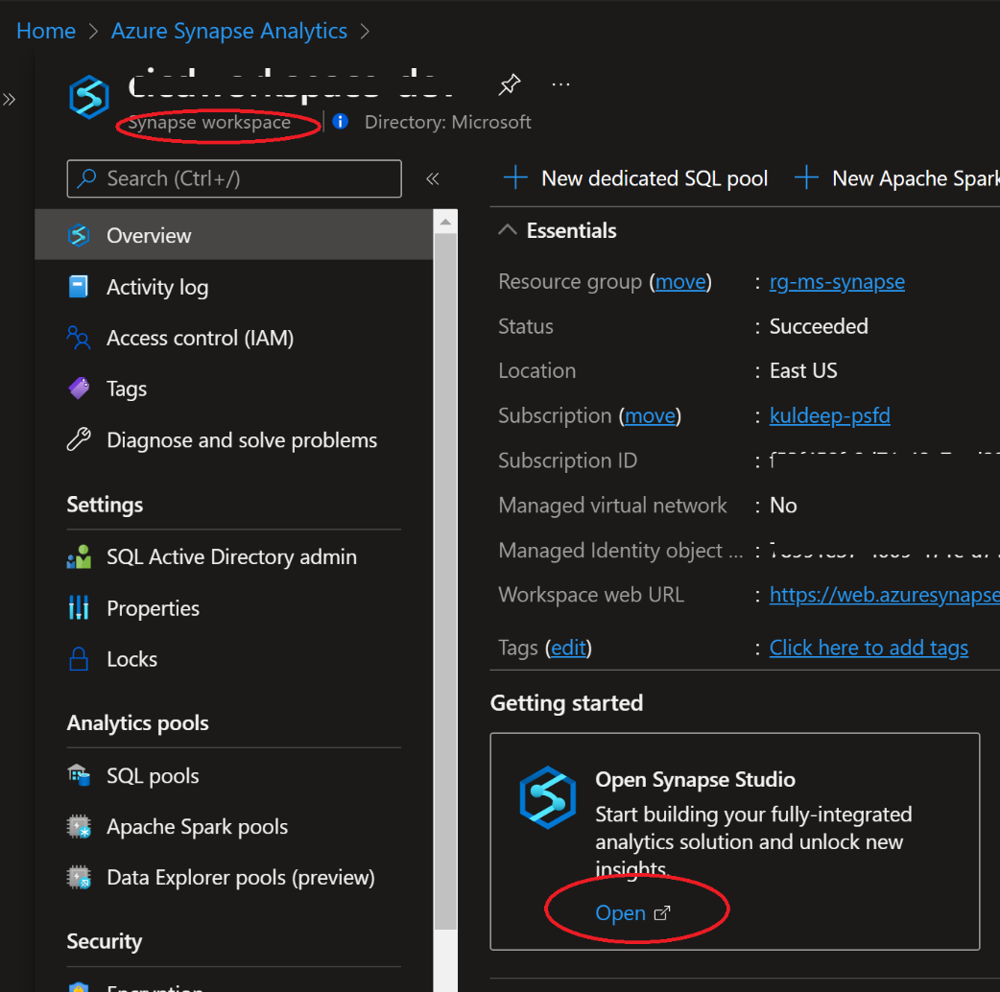 Home > Azure Synapse Analytics >
Synapse workspace
Directory: Microsoft
Search (Ctrl+/)
Overview
Activity log
Access control (IAM)
Tags
Diagnose and solve problems
Settings
SQL Active Directory admin
Properties
Locks
Analytics pools
SQL pools
Apache Spark pools
Data Explorer pools (preview)
Security
Encryption
+ New dedicated SQL pool + New Apache Spark
Essentials
Resource group (move) : rg-ms-synapse
Status : Succeeded
Location : East US
Subscription (move) : kuldeep-psfd
Subscription ID :
Managed virtual network : No
Managed Identity object ... :
Workspace web URL : https://web.azuresynapse
Tags (edit) : Click here to add tags
Getting started
Open Synapse Studio
Start building your fully-integrated
analytics solution and unlock new
insights.
Open